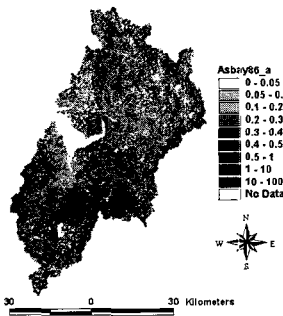 Asbay86_a
0 - 0.05
0.05 - 0.
0.1 - 0.2
0.2 - 0.3
0.3 - 0.4
0.4 - 0.5
0.5 - 1
1 - 10
10 - 100
No Data
N
W E
S
30 0 30 Kilometers